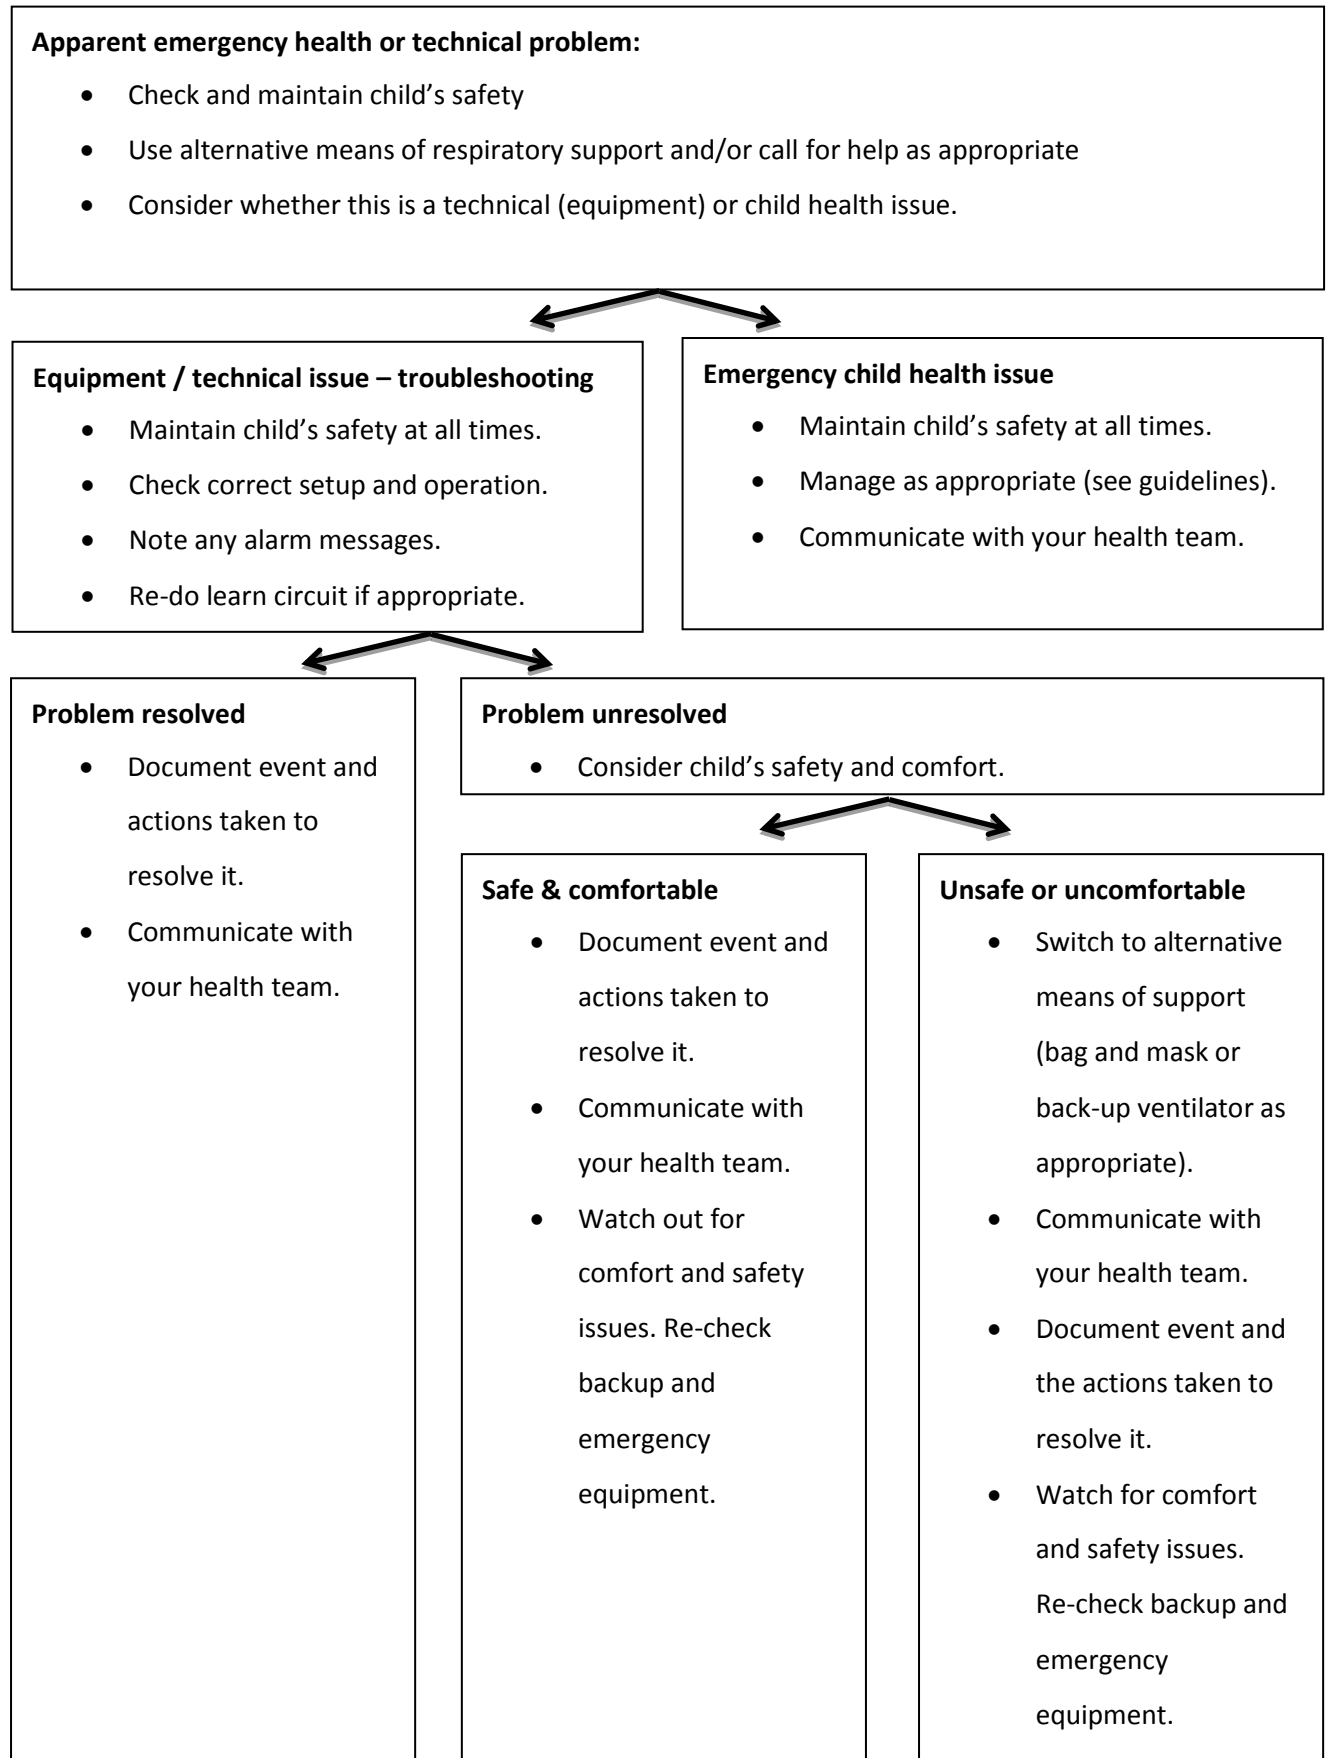 Apparent emergency health or technical problem:
• Check and maintain child’s safety
• Use alternative means of respiratory support and/or call for help as appropriate
• Consider whether this is a technical (equipment) or child health issue.
Equipment / technical issue – troubleshooting
• Maintain child’s safety at all times.
• Check correct setup and operation.
• Note any alarm messages.
• Re-do learn circuit if appropriate.
Emergency child health issue
• Maintain child’s safety at all times.
• Manage as appropriate (see guidelines).
• Communicate with your health team.
Problem resolved
• Document event and
actions taken to
resolve it.
• Communicate with
your health team.
Problem unresolved
• Consider child’s safety and comfort.
Safe & comfortable
• Document event and
actions taken to
resolve it.
• Communicate with
your health team.
• Watch out for
comfort and safety
issues. Re-check
backup and
emergency
equipment.
Unsafe or uncomfortable
• Switch to alternative
means of support
(bag and mask or
back-up ventilator as
appropriate).
• Communicate with
your health team.
• Document event and
the actions taken to
resolve it.
• Watch for comfort
and safety issues.
Re-check backup and
emergency
equipment.